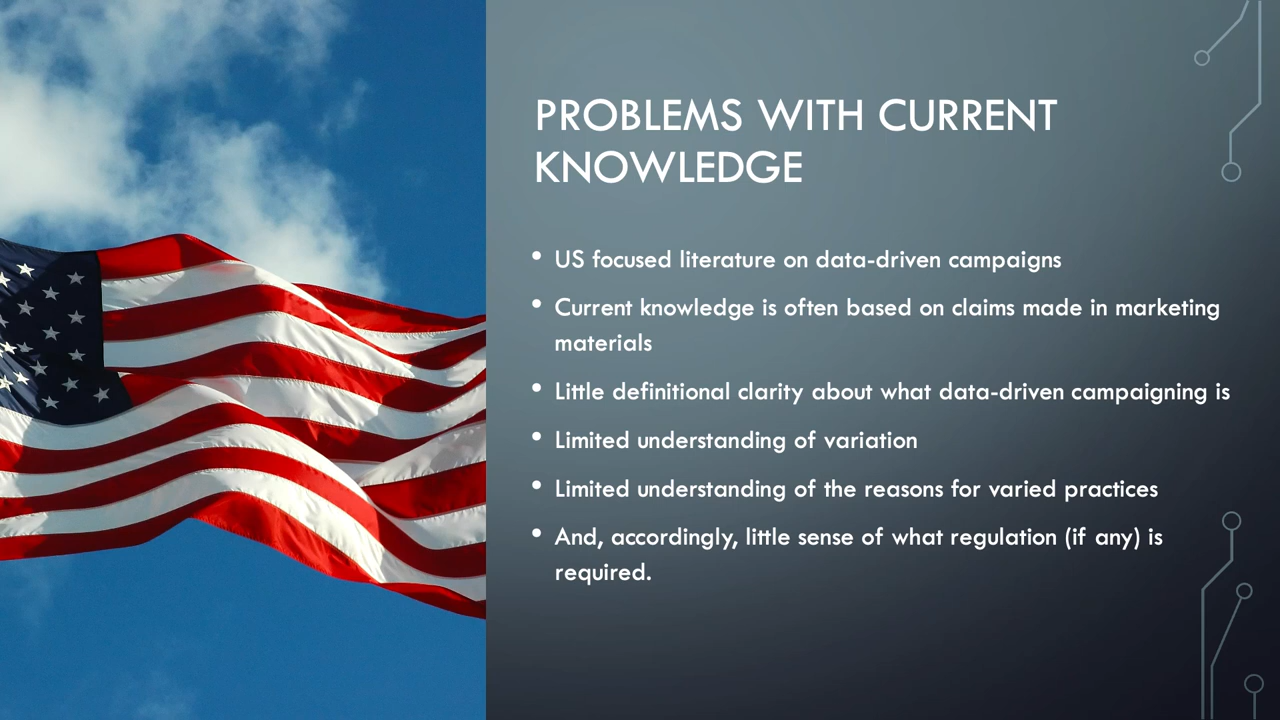 PROBLEMS WITH CURRENT
KNOWLEDGE
• US focused literature on data-driven campaigns
• Current knowledge is often based on claims made in marketing
materials
• Little definitional clarity about what data-driven campaigning is
• Limited understanding of variation
• Limited understanding of the reasons for varied practices
• And, accordingly, little sense of what regulation (if any) is
required.